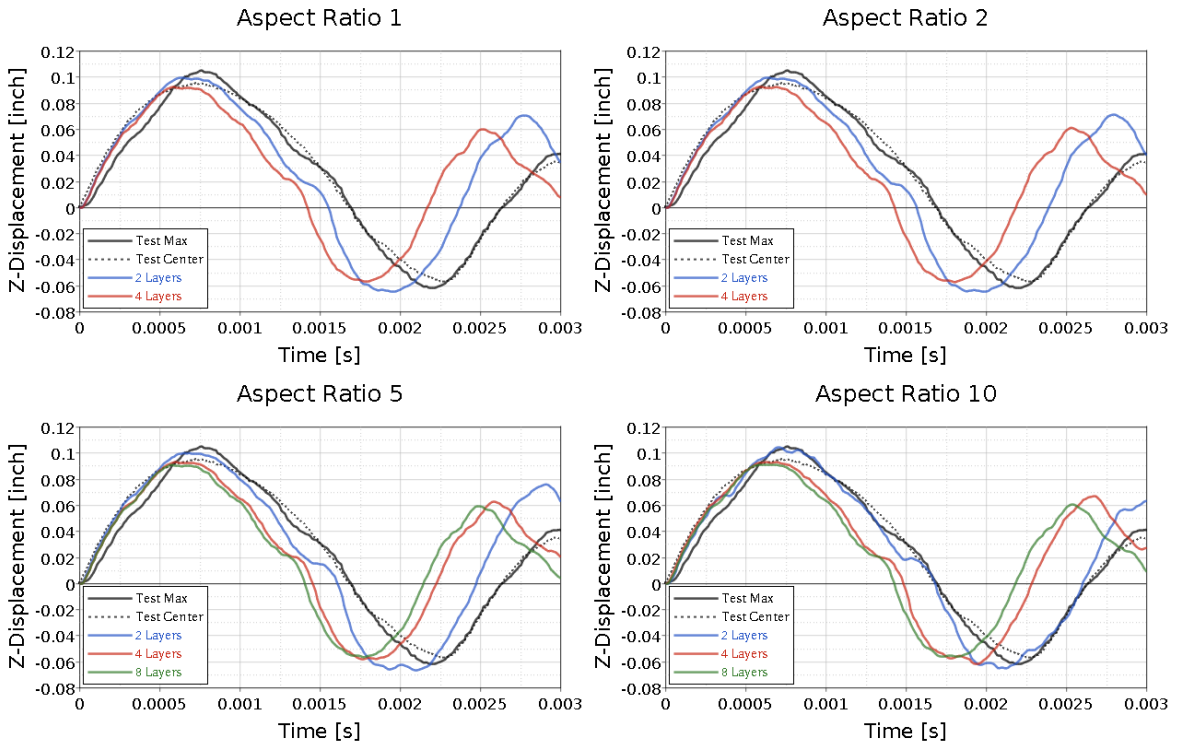 Aspect Ratio 1
Z-Displacement [inch]
0.12
0.1
0.08
0.06
0.04
0.02
0
-0.02
-0.04
-0.06
-0.08
Test Max
Test Center
2 Layers
4 Layers
0 0.0005 0.001 0.0015 0.002 0.0025 0.003
Time [s]
Aspect Ratio 2
Z-Displacement [inch]
0.12
0.1
0.08
0.06
0.04
0.02
0
-0.02
-0.04
-0.06
-0.08
Test Max
Test Center
2 Layers
4 Layers
0 0.0005 0.001 0.0015 0.002 0.0025 0.003
Time [s]
Aspect Ratio 5
Z-Displacement [inch]
0.12
0.1
0.08
0.06
0.04
0.02
0
-0.02
-0.04
-0.06
-0.08
Test Max
Test Center
2 Layers
4 Layers
8 Layers
0 0.0005 0.001 0.0015 0.002 0.0025 0.003
Time [s]
Aspect Ratio 10
Z-Displacement [inch]
0.12
0.1
0.08
0.06
0.04
0.02
0
-0.02
-0.04
-0.06
-0.08
Test Max
Test Center
2 Layers
4 Layers
8 Layers
0 0.0005 0.001 0.0015 0.002 0.0025 0.003
Time [s]